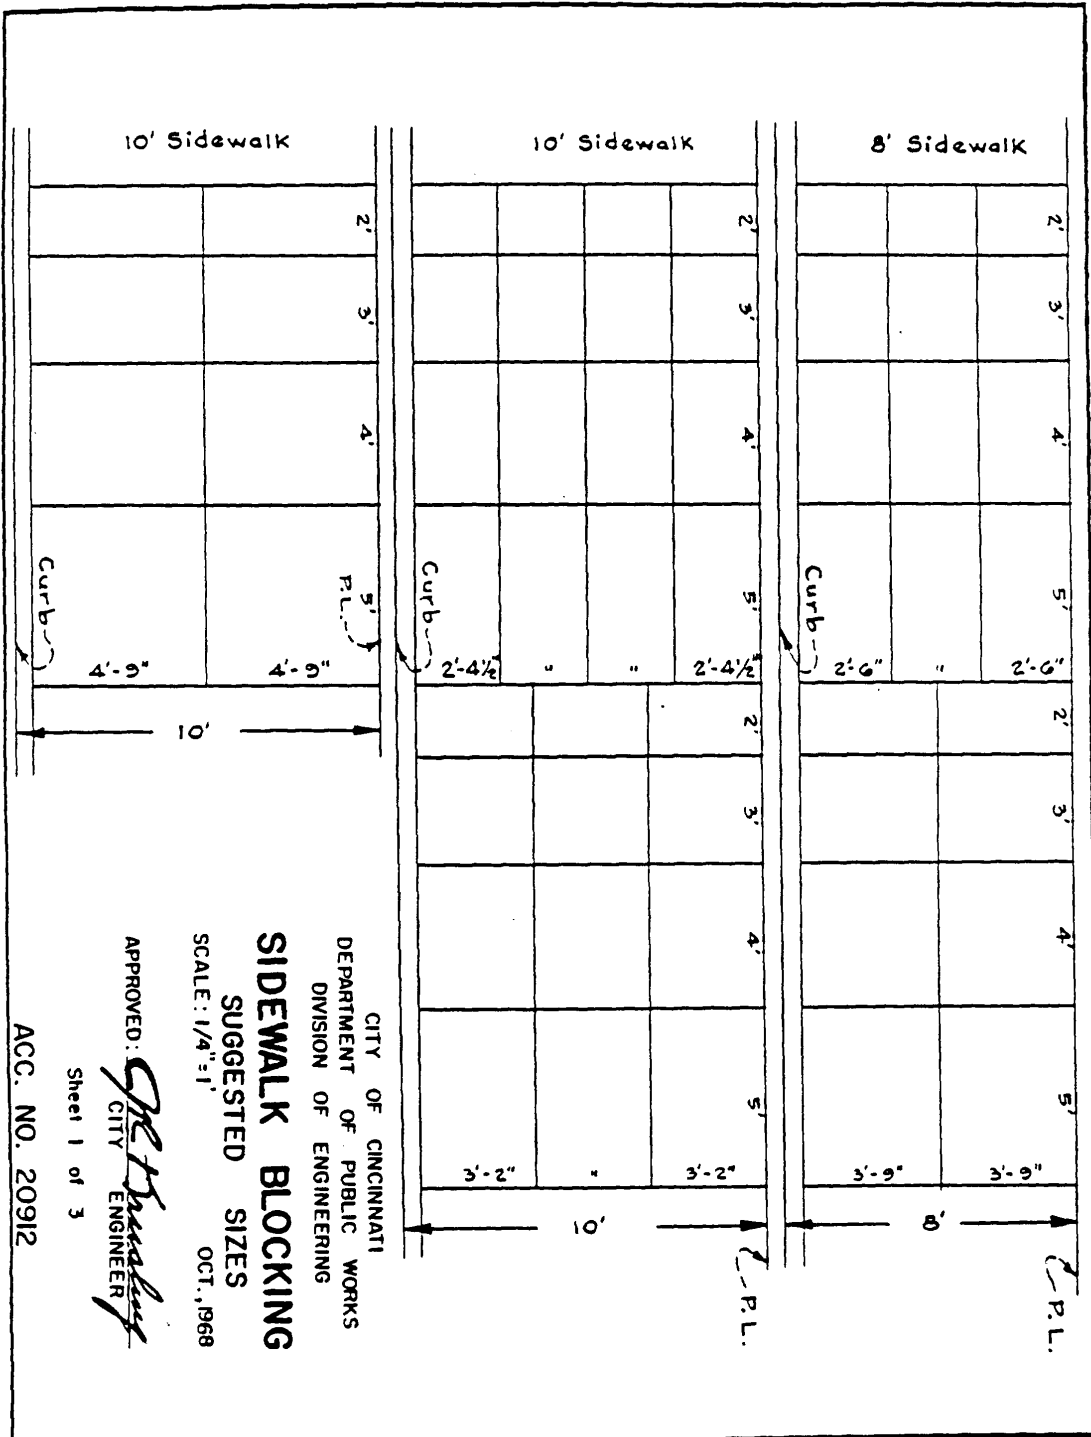 10' Sidewalk
10' Sidewalk
8' Sidewalk
2'
2'
2'
3'
3'
3'
4'
4'
4'
5'
5'
5'
P.L.
Curb
Curb
Curb
4'-9"
4'-9"
2'-4½"
"
"
2'-4½"
2'-6"
"
2'-6"
10'
2'
2'
3'
3'
4'
4'
5'
5'
3'-2"
"
3'-2"
3'-9"
3'-9"
10'
8'
P.L.
P.L.
CITY OF CINCINNATI
DEPARTMENT OF PUBLIC WORKS
DIVISION OF ENGINEERING
SIDEWALK BLOCKING
SUGGESTED SIZES
SCALE: 1/4"=1' OCT., 1968
APPROVED:
CITY ENGINEER
Sheet 1 of 3
ACC. NO. 20912